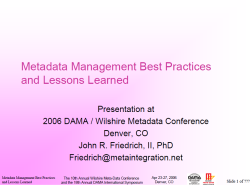 Metadata Management Best Practices
and Lessons Learned
Presentation at
2006 DAMA / Wilshire Metadata Conference
Denver, CO
John R. Friedrich, II, PhD
Friedrich@metaintegration.net
Metadata Management Best Practices
and Lessons Learned
The 10th Annual Wilshire Meta-Data Conference
and the 18th Annual DAMA International Symposium
Apr 23-27, 2006
Denver, CO
DAMA
Slide 1 of